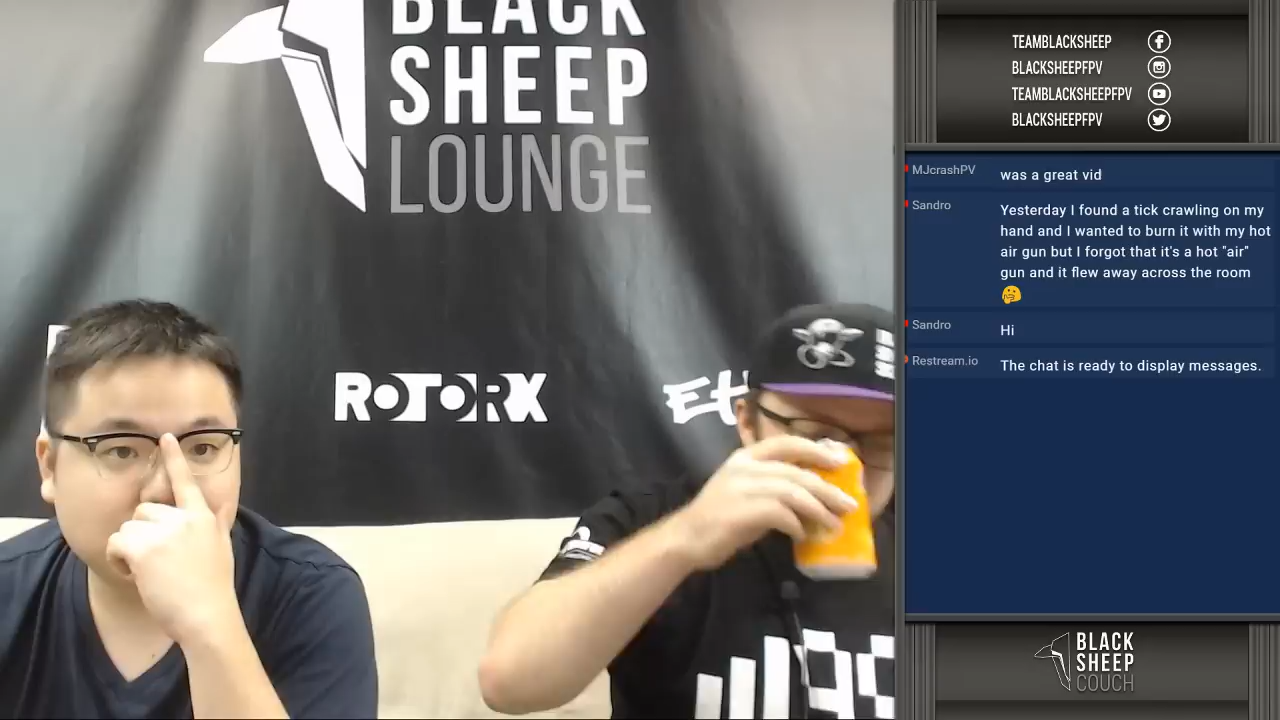 BLACK
SHEEP
LOUNGE
ROTORX
TEAMBLACKSHEEP
BLACKSHEEPFPV
TEAMBLACKSHEEPFPV
BLACKSHEEPFPV
MJcrashPV was a great vid
Sandro Yesterday I found a tick crawling on my
hand and I wanted to burn it with my hot
air gun but I forgot that it's a hot "air"
gun and it flew away across the room
🤔
Sandro Hi
Restream.io The chat is ready to display messages.
BLACK
SHEEP
COUCH